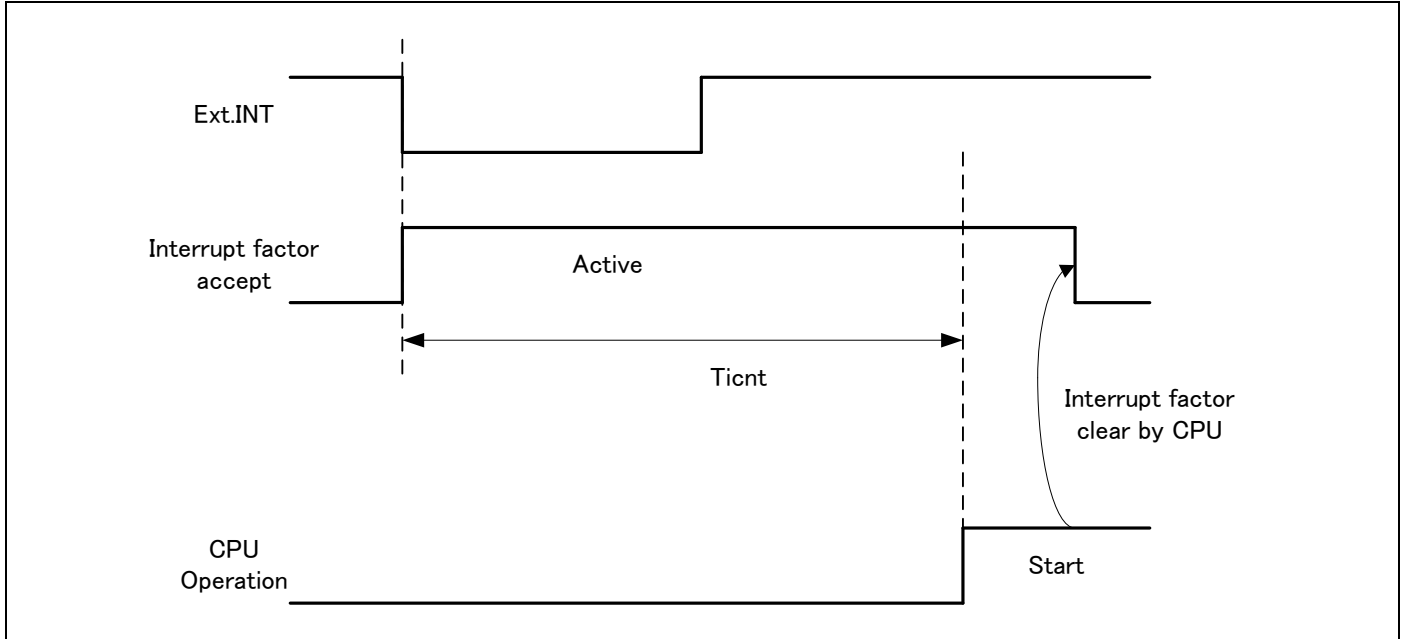 Ext.INT
Interrupt factor
accept
Active
Ticnt
Interrupt factor
clear by CPU
CPU
Operation
Start